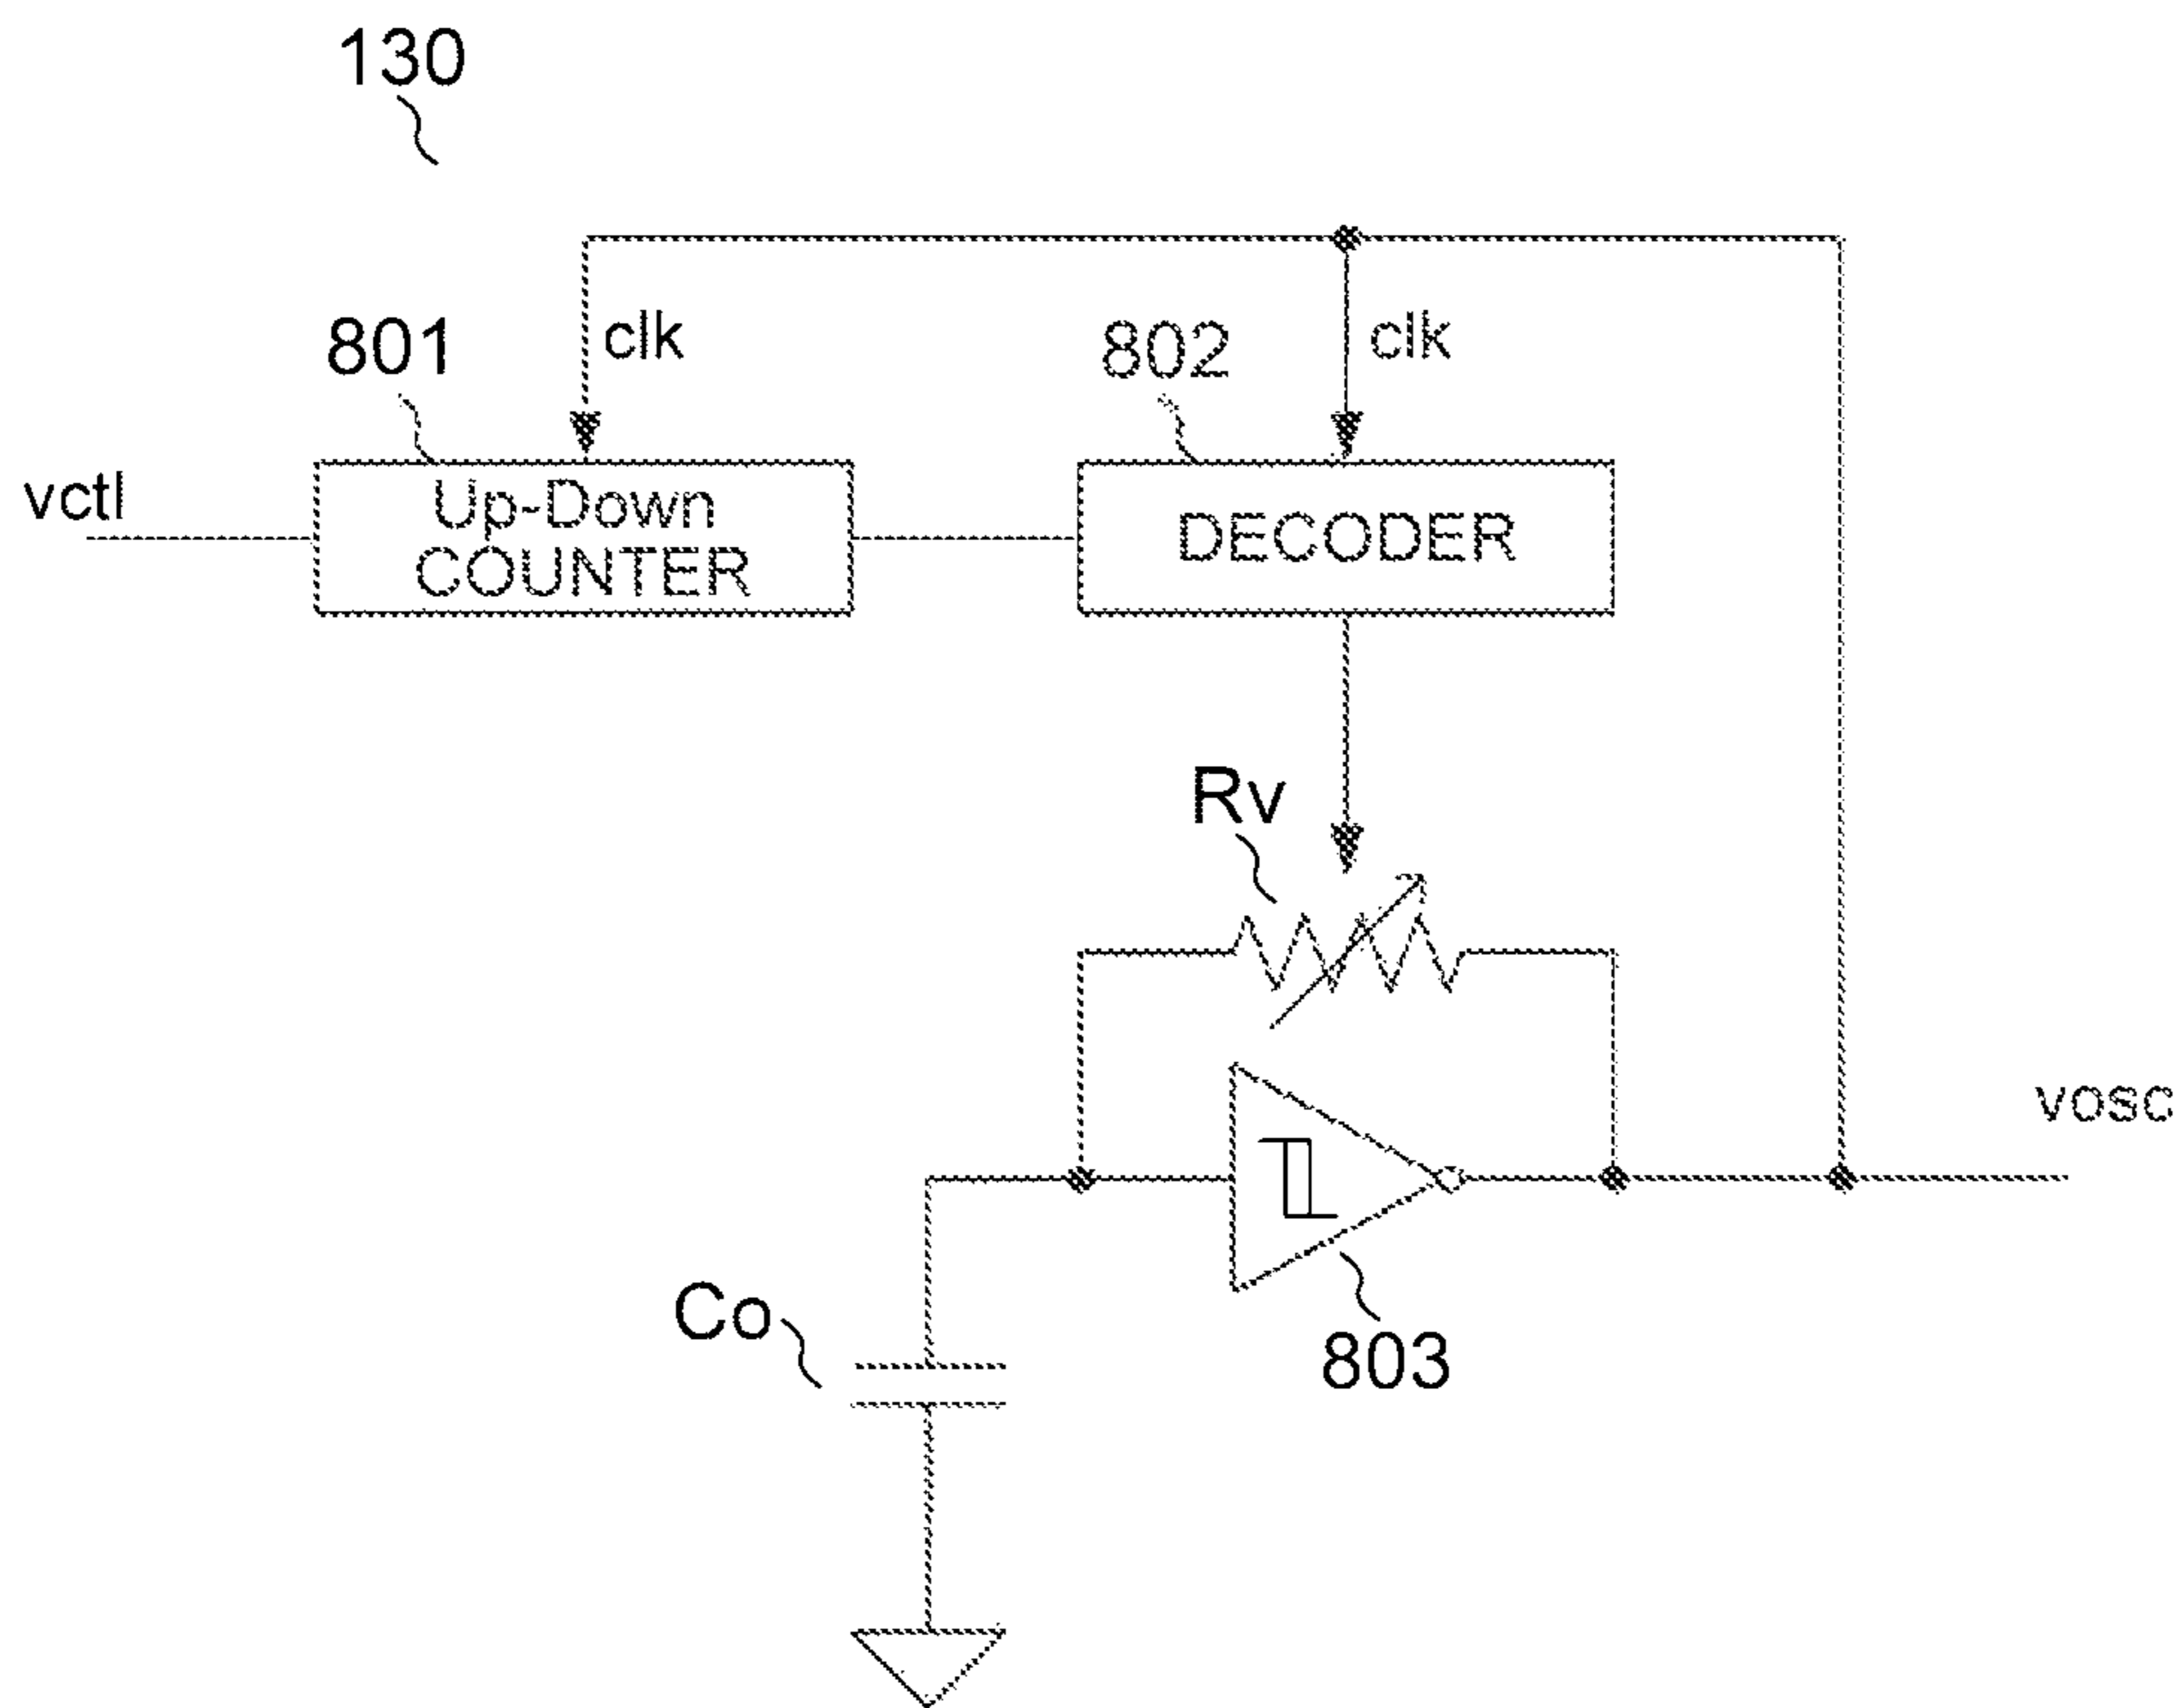 130
801
clk
802
clk
vctl
Up-Down
COUNTER
DECODER
Rv
vosc
Co
803